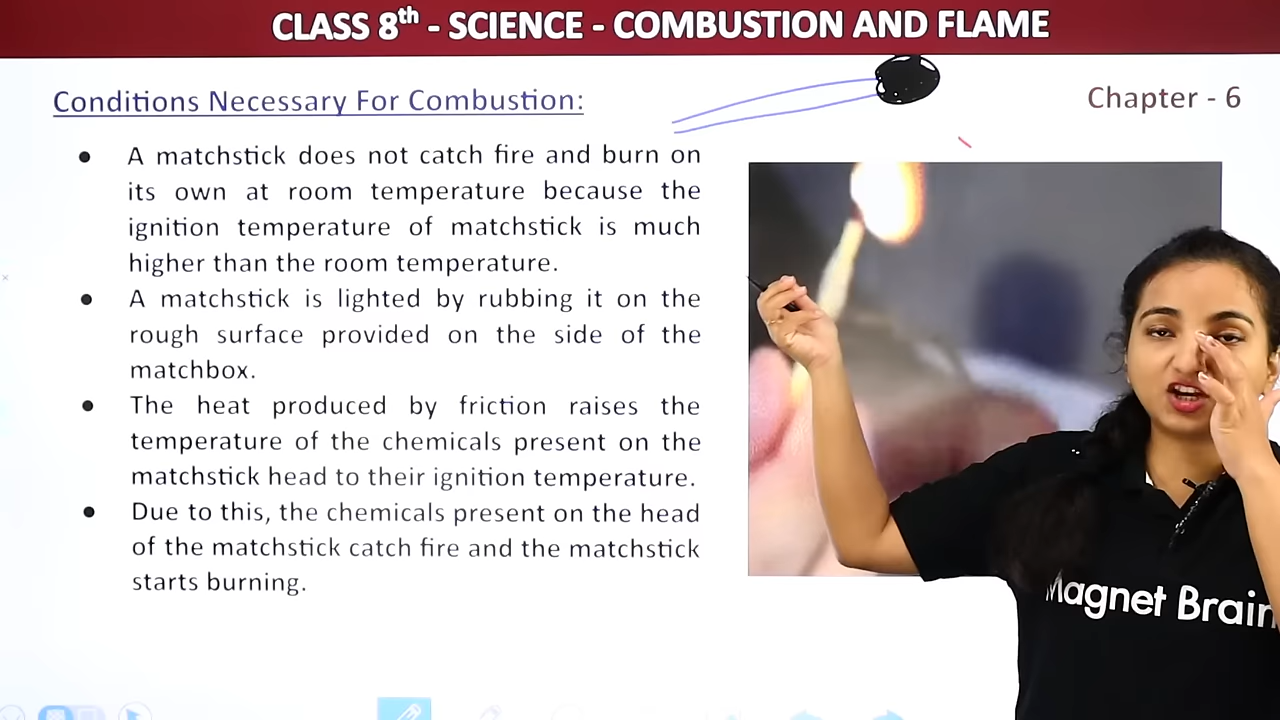 CLASS 8th - SCIENCE - COMBUSTION AND FLAME
Conditions Necessary For Combustion:
Chapter - 6
● A matchstick does not catch fire and burn on
its own at room temperature because the
ignition temperature of matchstick is much
higher than the room temperature.
● A matchstick is lighted by rubbing it on the
rough surface provided on the side of the
matchbox.
● The heat produced by friction raises the
temperature of the chemicals present on the
matchstick head to their ignition temperature.
● Due to this, the chemicals present on the head
of the matchstick catch fire and the matchstick
starts burning.
Magnet Brain